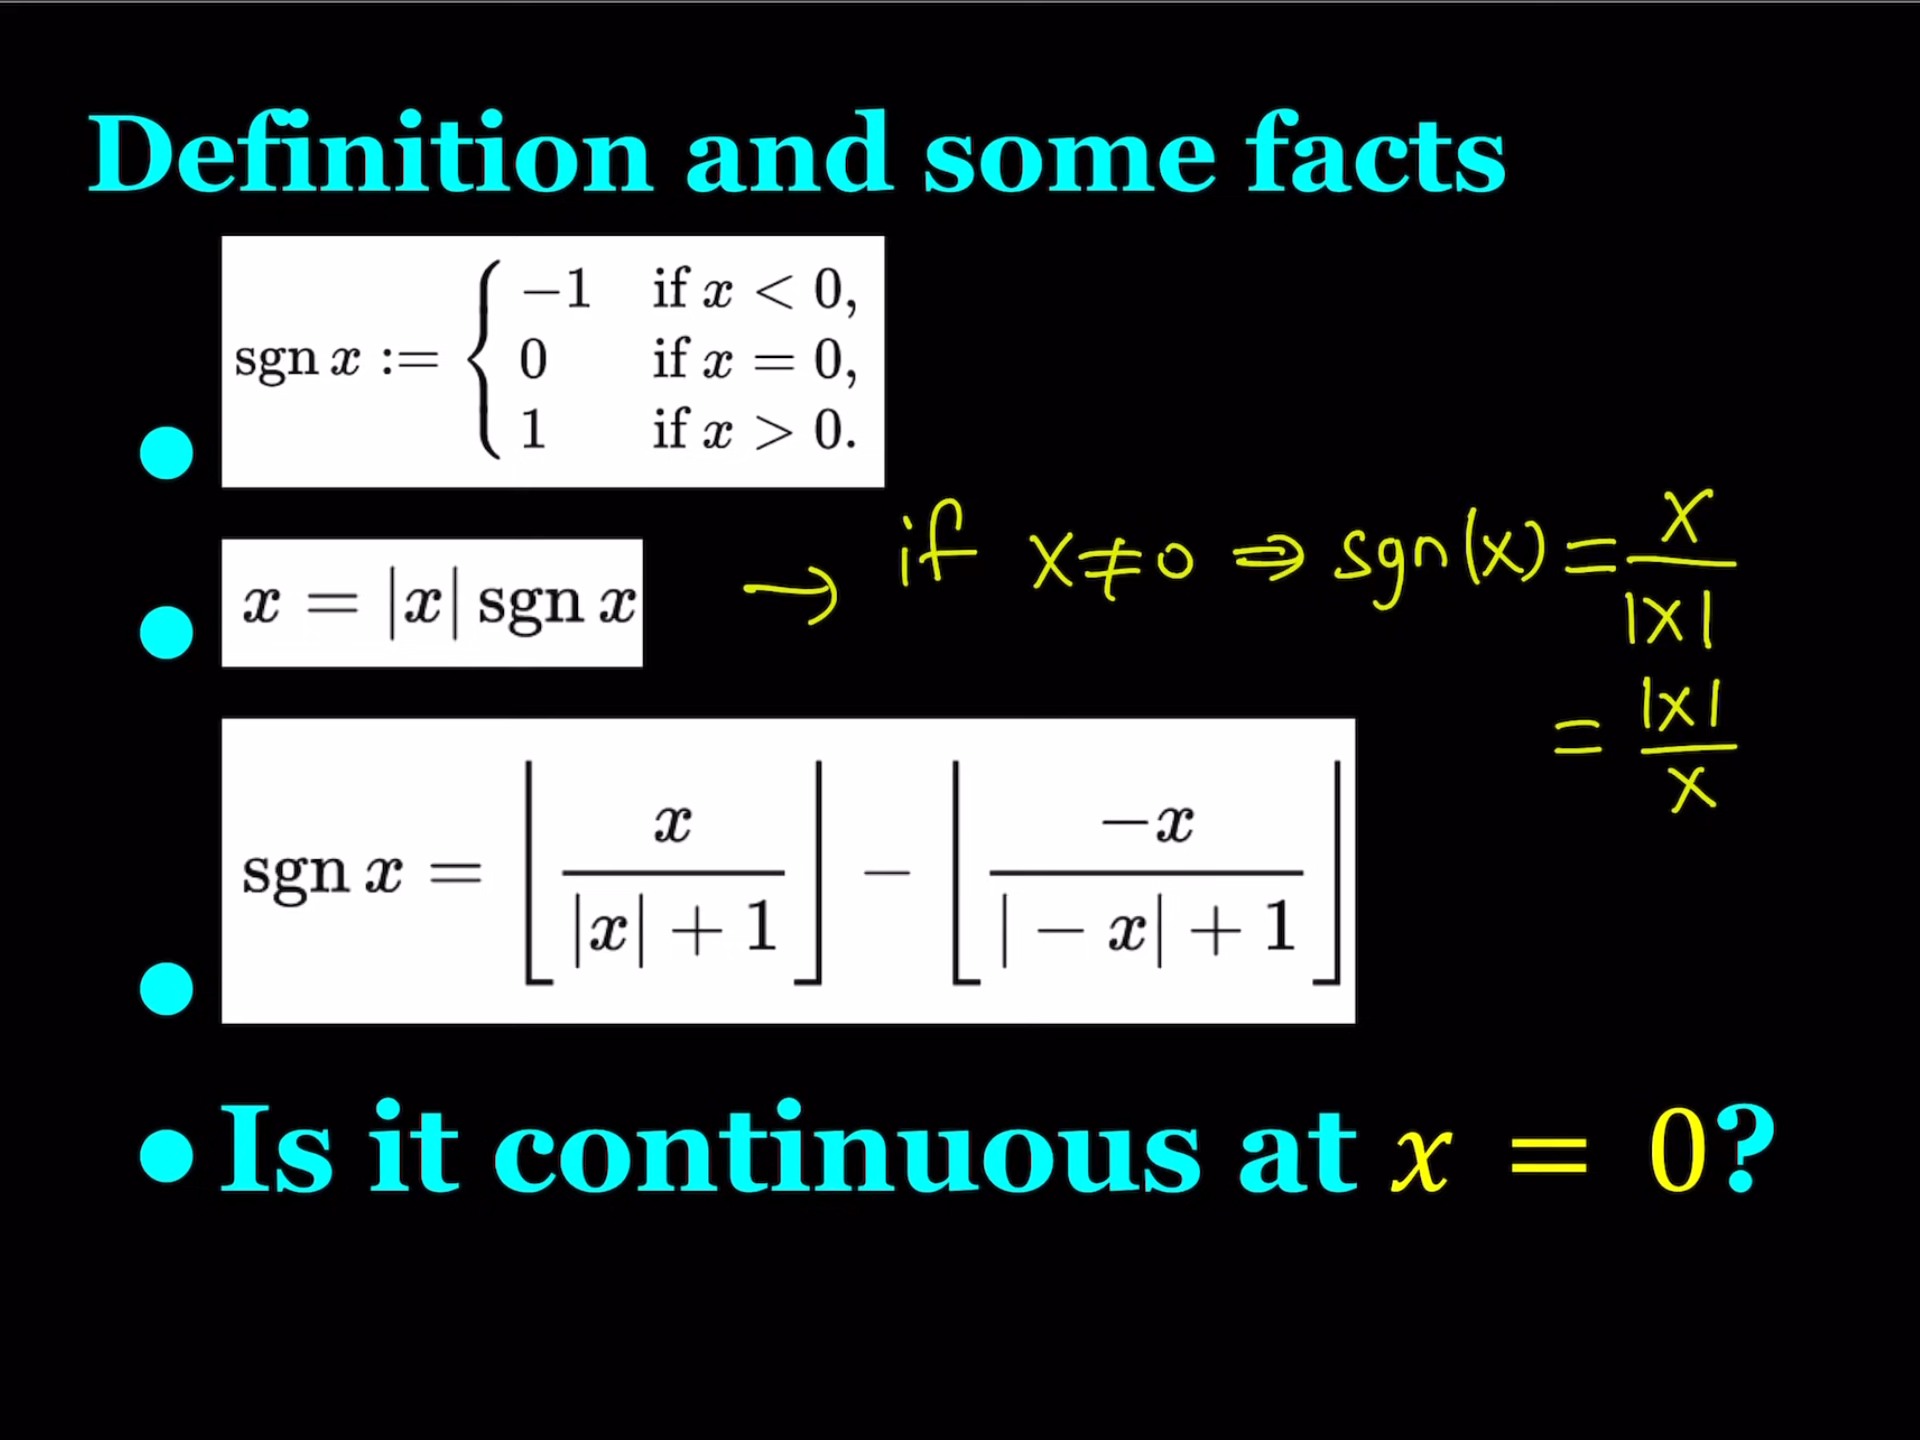 Definition and some facts
sgn x := { −1 if x < 0,
0 if x = 0,
1 if x > 0.
x = |x| sgn x
→ if x ≠ 0 ⇒ sgn(x) = x / |x|
= |x| / x
sgn x = ⌊ x / (|x| + 1) ⌋ − ⌊ −x / (| − x| + 1) ⌋
Is it continuous at x = 0?